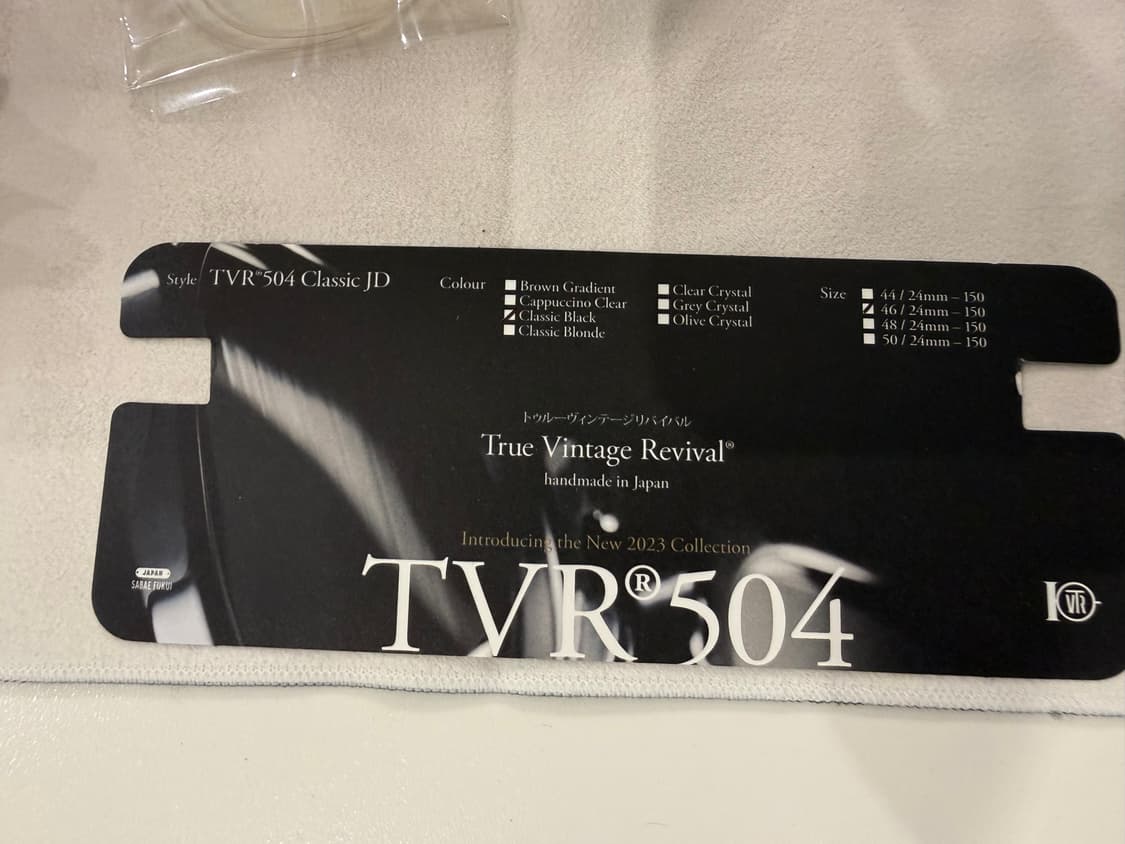 Style TVR®504 Classic JD
Colour
Brown Gradient
Cappuccino Clear
Classic Black
Classic Blonde
Clear Crystal
Grey Crystal
Olive Crystal
Size
44 / 24mm – 150
46 / 24mm – 150
48 / 24mm – 150
50 / 24mm – 150
トゥルーヴィンテージリバイバル
True Vintage Revival®
handmade in Japan
Introducing the New 2023 Collection
TVR®504
JAPAN
SABAE FUKUI
TVR